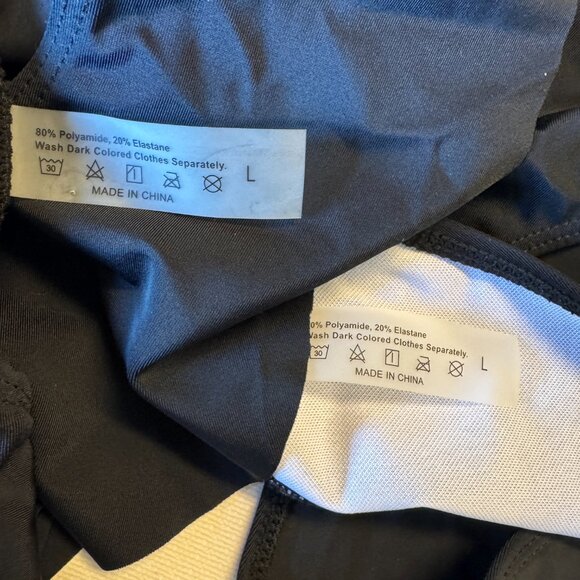 80% Polyamide, 20% Elastane
Wash Dark Colored Clothes Separately.
30 L
MADE IN CHINA
0% Polyamide, 20% Elastane
Wash Dark Colored Clothes Separately.
30 L
MADE IN CHINA